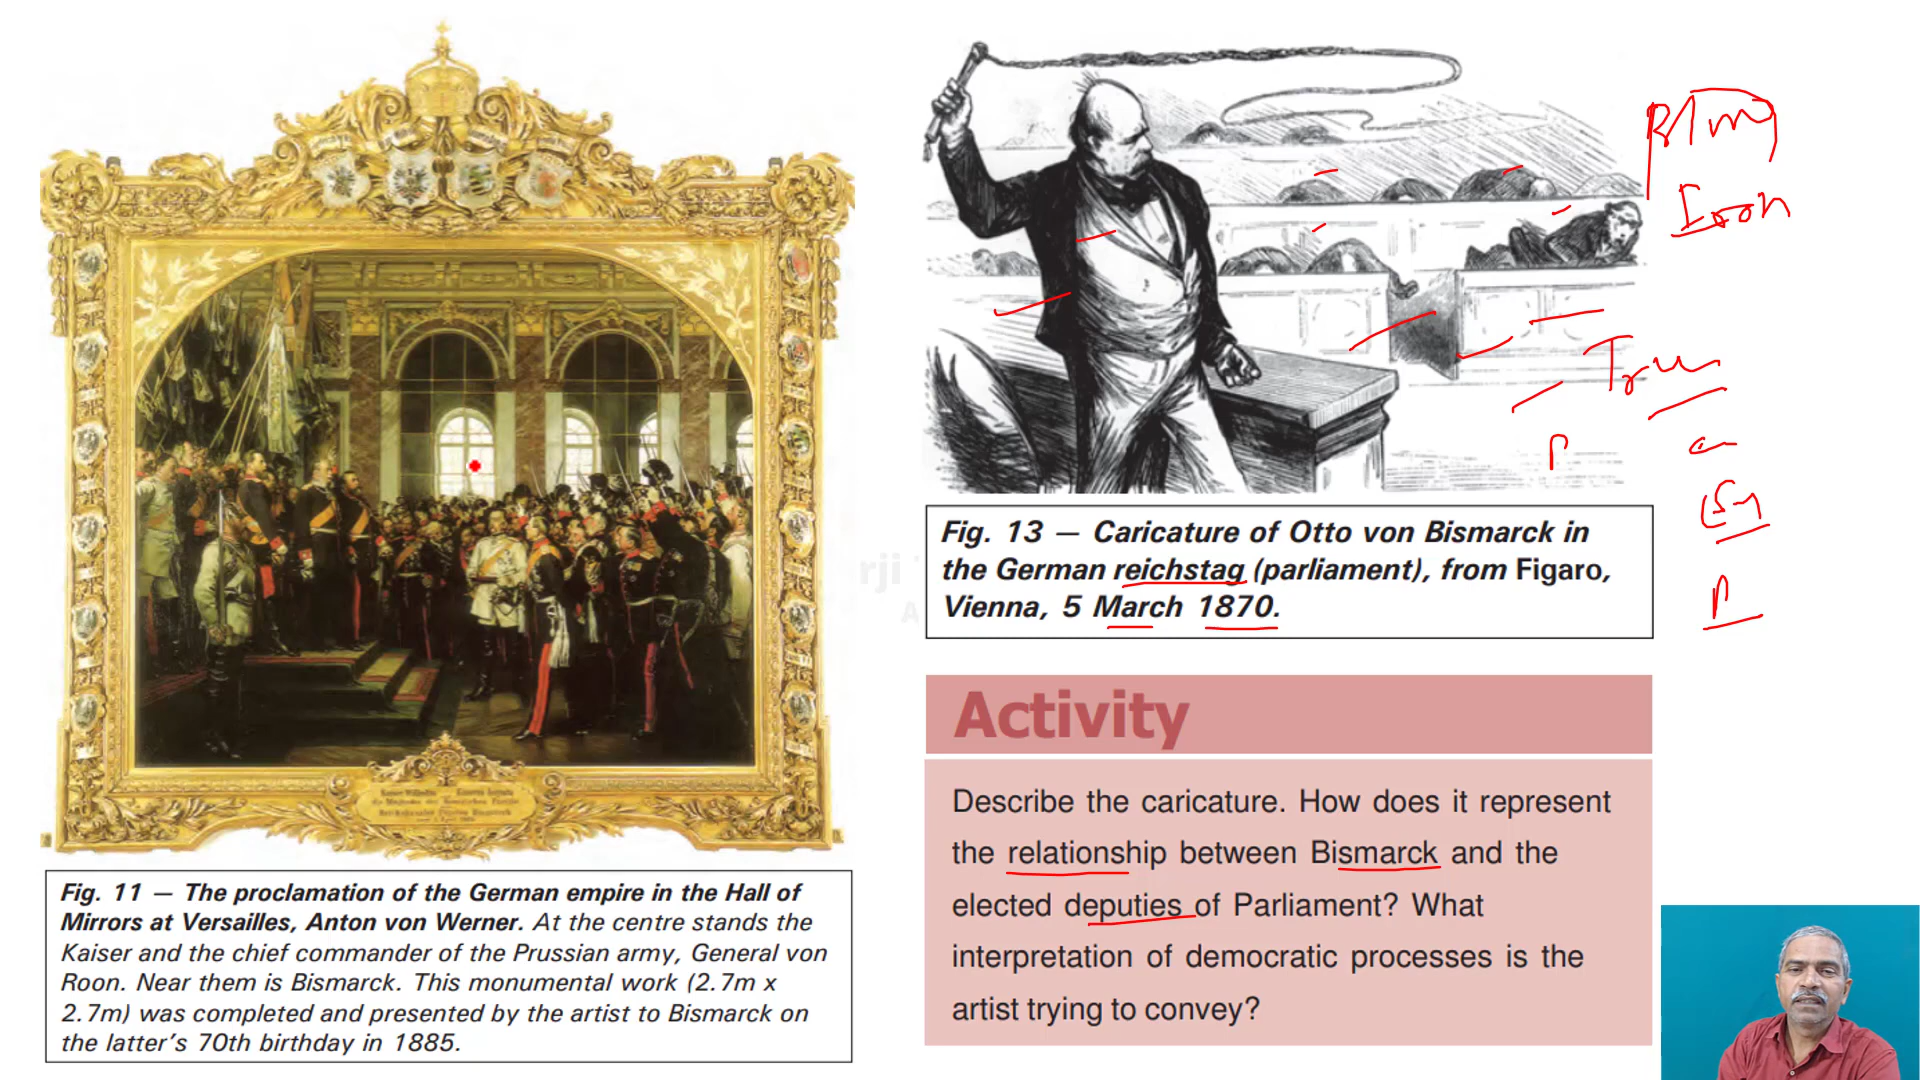 Fig. 11 — The proclamation of the German empire in the Hall of
Mirrors at Versailles, Anton von Werner. At the centre stands the
Kaiser and the chief commander of the Prussian army, General von
Roon. Near them is Bismarck. This monumental work (2.7m x
2.7m) was completed and presented by the artist to Bismarck on
the latter's 70th birthday in 1885.
Iron
Fig. 13 — Caricature of Otto von Bismarck in
the German reichstag (parliament), from Figaro,
Vienna, 5 March 1870.
Activity
Describe the caricature. How does it represent
the relationship between Bismarck and the
elected deputies of Parliament? What
interpretation of democratic processes is the
artist trying to convey?